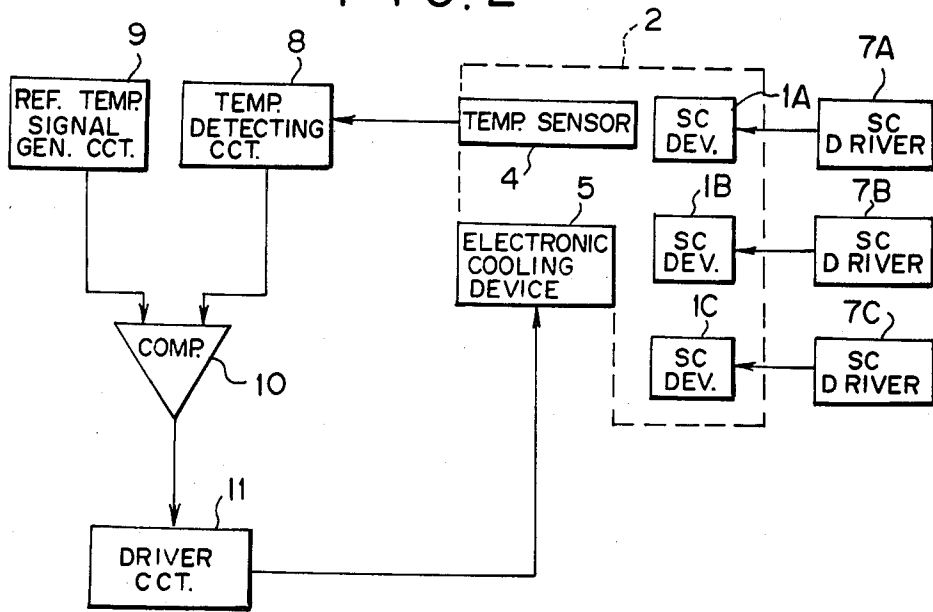 FIG. 2
9
8
2
7A
REF. TEMP.
SIGNAL
GEN. CCT.
TEMP.
DETECTING
CCT.
TEMP. SENSOR
4
1A
SC
DEV.
SC
DRIVER
5
ELECTRONIC
COOLING
DEVICE
1B
SC
DEV.
7B
SC
DRIVER
1C
SC
DEV.
7C
SC
DRIVER
COMP.
10
11
DRIVER
CCT.